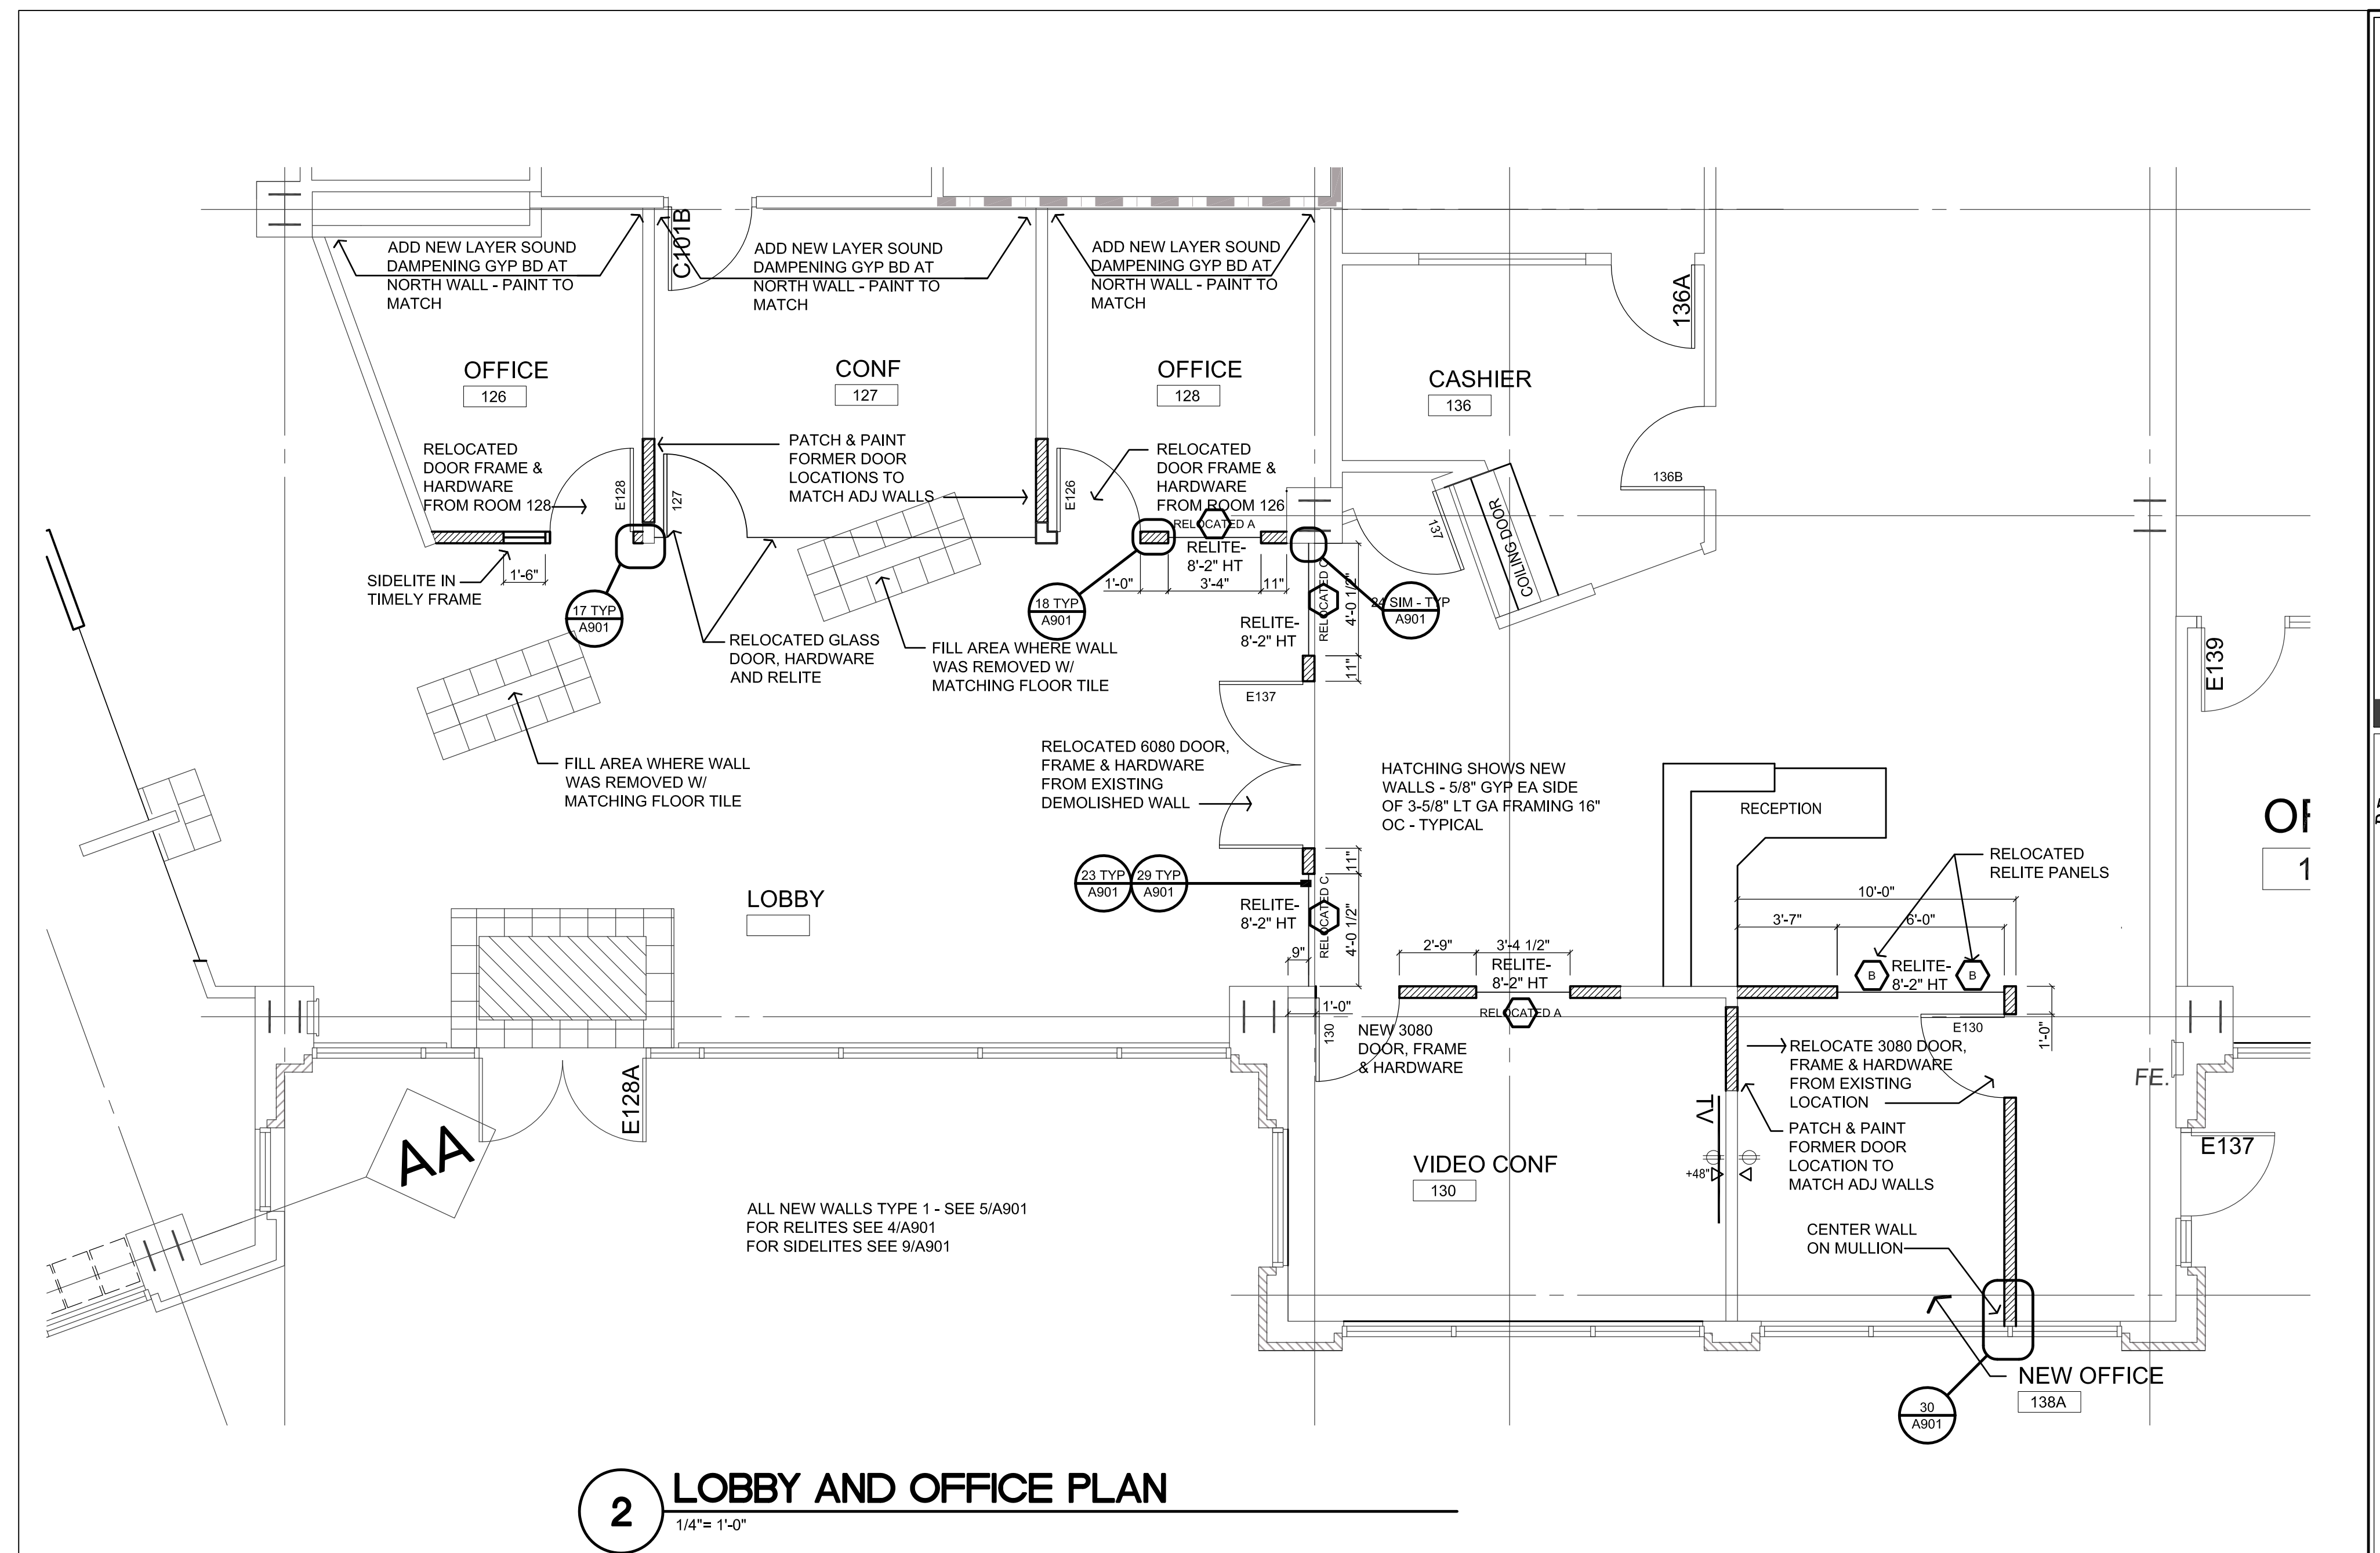 ADD NEW LAYER SOUND
DAMPENING GYP BD AT
NORTH WALL - PAINT TO
MATCH
C101B
ADD NEW LAYER SOUND
DAMPENING GYP BD AT
NORTH WALL - PAINT TO
MATCH
ADD NEW LAYER SOUND
DAMPENING GYP BD AT
NORTH WALL - PAINT TO
MATCH
136A
OFFICE
126
CONF
127
OFFICE
128
CASHIER
136
RELOCATED
DOOR FRAME &
HARDWARE
FROM ROOM 128
E128
127
PATCH & PAINT
FORMER DOOR
LOCATIONS TO
MATCH ADJ WALLS
E126
RELOCATED
DOOR FRAME &
HARDWARE
FROM ROOM 126
RELOCATED A
RELITE-
8'-2" HT
136B
137
COILING DOOR
SIDELITE IN
TIMELY FRAME
1'-6"
17 TYP
A901
1'-0"
3'-4"
11"
18 TYP
A901
24 SIM - TYP
A901
RELOCATED C
4'-0 1/2"
RELITE-
8'-2" HT
11"
RELOCATED GLASS
DOOR, HARDWARE
AND RELITE
FILL AREA WHERE WALL
WAS REMOVED W/
MATCHING FLOOR TILE
E137
E139
FILL AREA WHERE WALL
WAS REMOVED W/
MATCHING FLOOR TILE
RELOCATED 6080 DOOR,
FRAME & HARDWARE
FROM EXISTING
DEMOLISHED WALL
HATCHING SHOWS NEW
WALLS - 5/8" GYP EA SIDE
OF 3-5/8" LT GA FRAMING 16"
OC - TYPICAL
RECEPTION
OF
1
23 TYP
A901
29 TYP
A901
11"
RELOCATED C
4'-0 1/2"
RELITE-
8'-2" HT
9"
RELOCATED
RELITE PANELS
10'-0"
3'-7"
6'-0"
LOBBY
2'-9"
3'-4 1/2"
RELITE-
8'-2" HT
RELOCATED A
B
RELITE-
8'-2" HT
B
1'-0"
130
NEW 3080
DOOR, FRAME
& HARDWARE
E130
1'-0"
RELOCATE 3080 DOOR,
FRAME & HARDWARE
FROM EXISTING
LOCATION
FE.
E128A
AA
TV
PATCH & PAINT
FORMER DOOR
LOCATION TO
MATCH ADJ WALLS
E137
VIDEO CONF
130
+48"
ALL NEW WALLS TYPE 1 - SEE 5/A901
FOR RELITES SEE 4/A901
FOR SIDELITES SEE 9/A901
CENTER WALL
ON MULLION
NEW OFFICE
138A
30
A901
2
LOBBY AND OFFICE PLAN
1/4"= 1'-0"